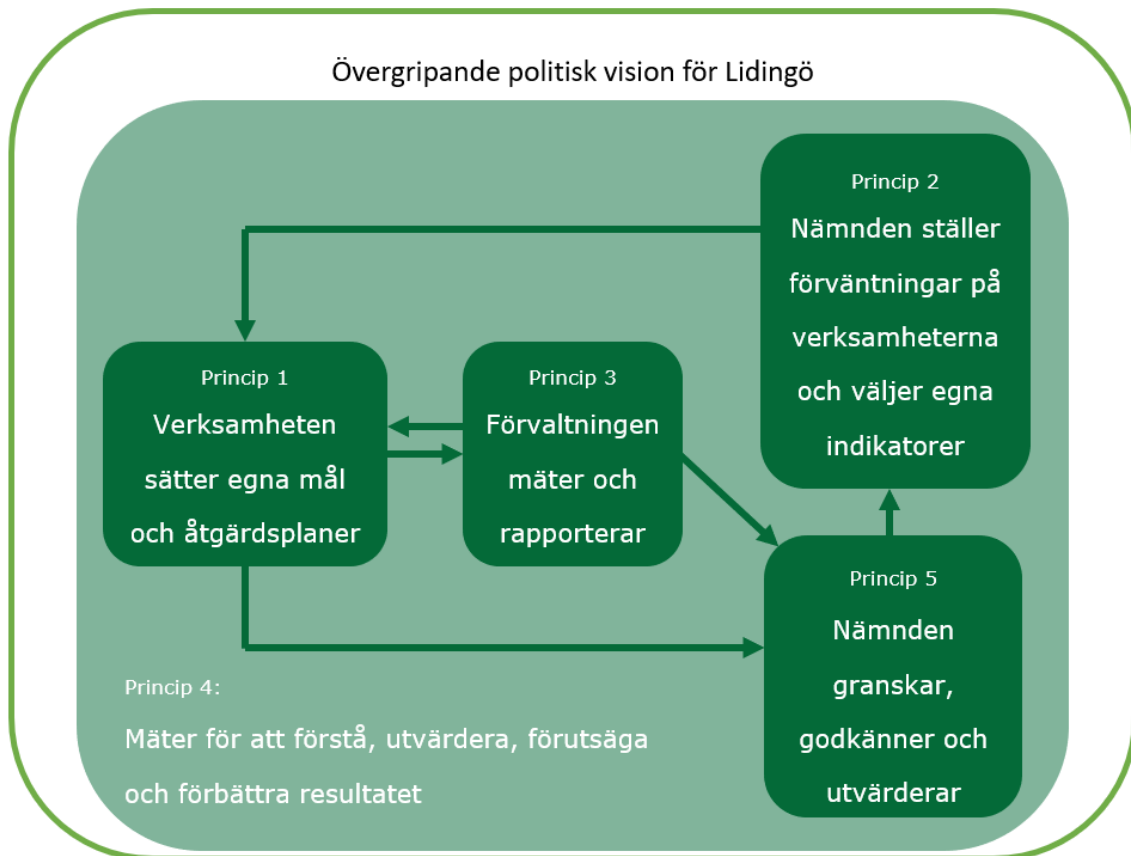 Övergripande politisk vision för Lidingö
Princip 2
Nämnden ställer
förväntningar på
verksamheterna
och väljer egna
indikatorer
Princip 1
Verksamheten
sätter egna mål
och åtgärdsplaner
Princip 3
Förvaltningen
mäter och
rapporterar
Princip 5
Nämnden
granskar,
godkänner och
utvärderar
Princip 4:
Mäter för att förstå, utvärdera, förutsäga
och förbättra resultatet